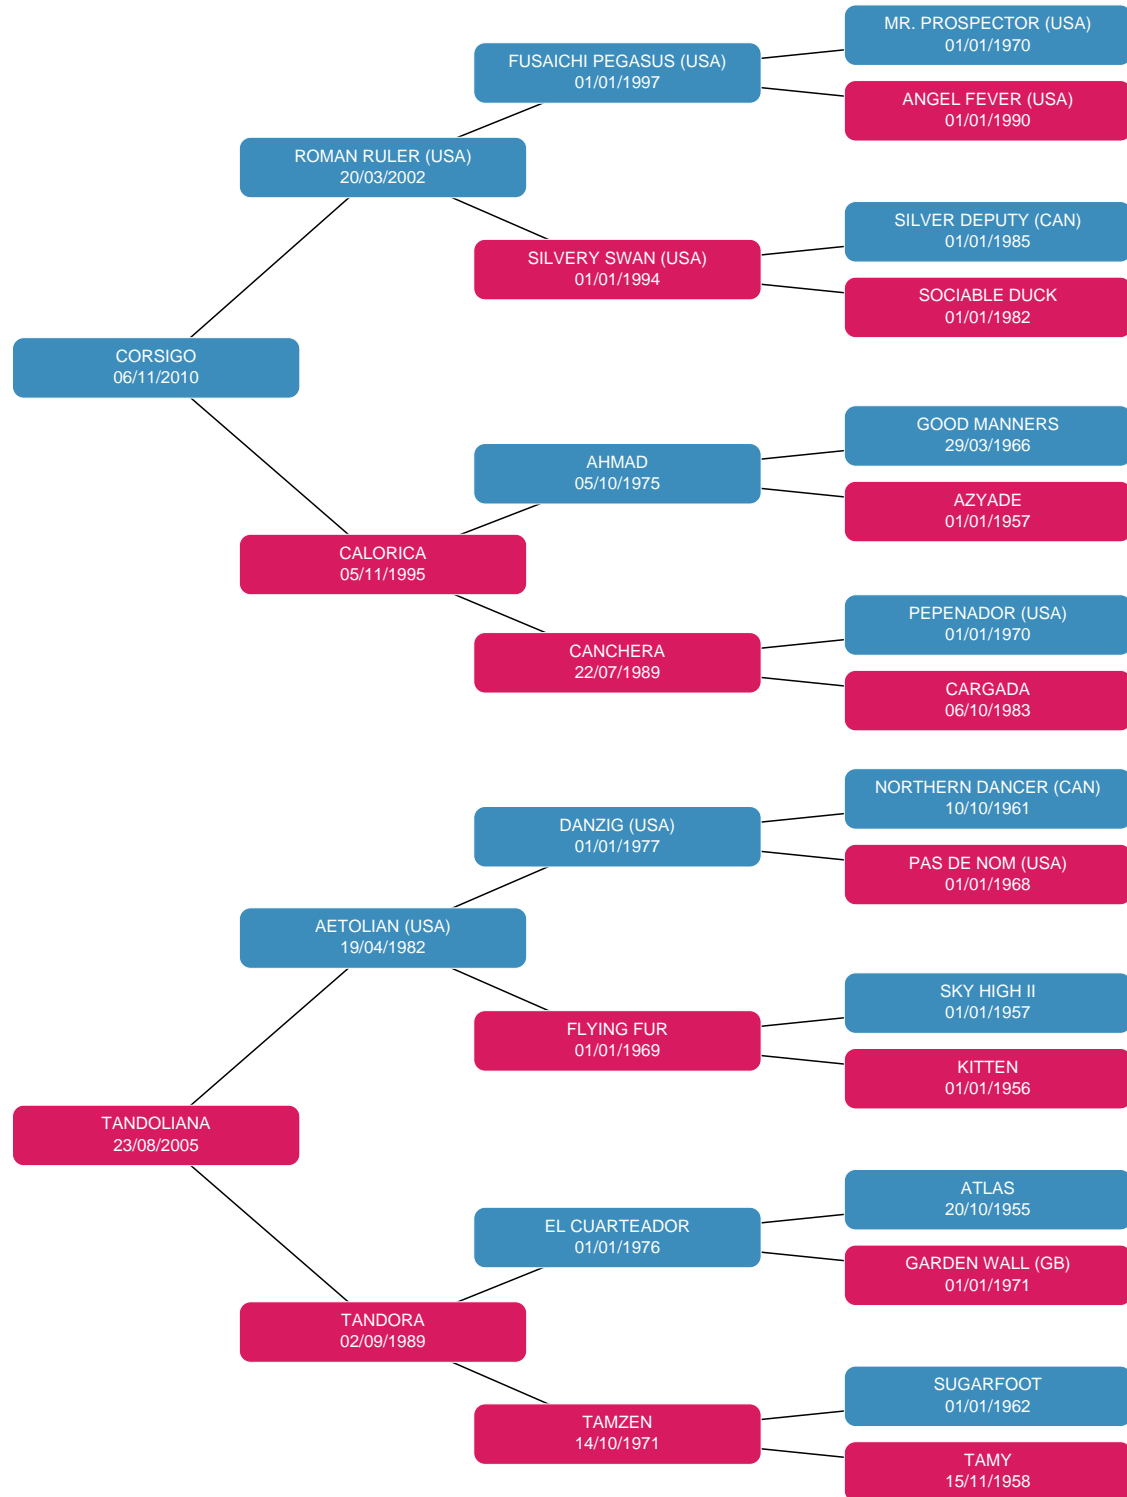 MR. PROSPECTOR (USA)
01/01/1970
FUSAICHI PEGASUS (USA)
01/01/1997
ANGEL FEVER (USA)
01/01/1990
ROMAN RULER (USA)
20/03/2002
SILVER DEPUTY (CAN)
01/01/1985
SILVERY SWAN (USA)
01/01/1994
SOCIABLE DUCK
01/01/1982
CORSIGO
06/11/2010
GOOD MANNERS
29/03/1966
AHMAD
05/10/1975
AZYADE
01/01/1957
CALORICA
05/11/1995
PEPENADOR (USA)
01/01/1970
CANCHERA
22/07/1989
CARGADA
06/10/1983
NORTHERN DANCER (CAN)
10/10/1961
DANZIG (USA)
01/01/1977
PAS DE NOM (USA)
01/01/1968
AETOLIAN (USA)
19/04/1982
SKY HIGH II
01/01/1957
FLYING FUR
01/01/1969
KITTEN
01/01/1956
TANDOLIANA
23/08/2005
ATLAS
20/10/1955
EL CUARTEADOR
01/01/1976
GARDEN WALL (GB)
01/01/1971
TANDORA
02/09/1989
SUGARFOOT
01/01/1962
TAMZEN
14/10/1971
TAMY
15/11/1958